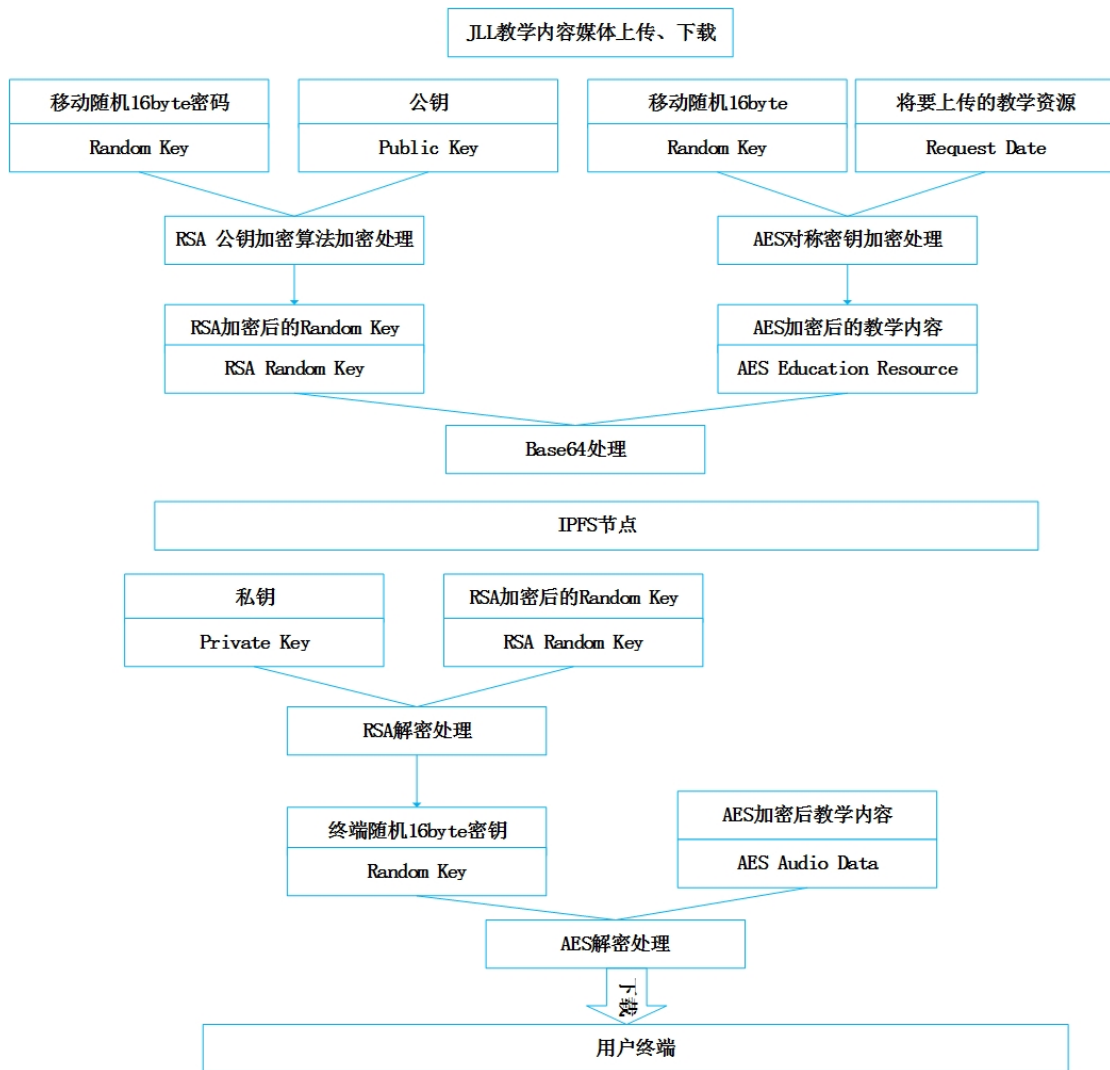 JLL教学内容媒体上传、下载
移动随机16byte密码
公钥
移动随机16byte
将要上传的教学资源
Random Key
Public Key
Random Key
Request Date
RSA 公钥加密算法加密处理
AES对称密钥加密处理
RSA加密后的Random Key
AES加密后的教学内容
RSA Random Key
AES Education Resource
Base64处理
IPFS节点
私钥
RSA加密后的Random Key
Private Key
RSA Random Key
RSA解密处理
AES加密后教学内容
终端随机16byte密钥
AES Audio Data
Random Key
AES解密处理
下载
用户终端